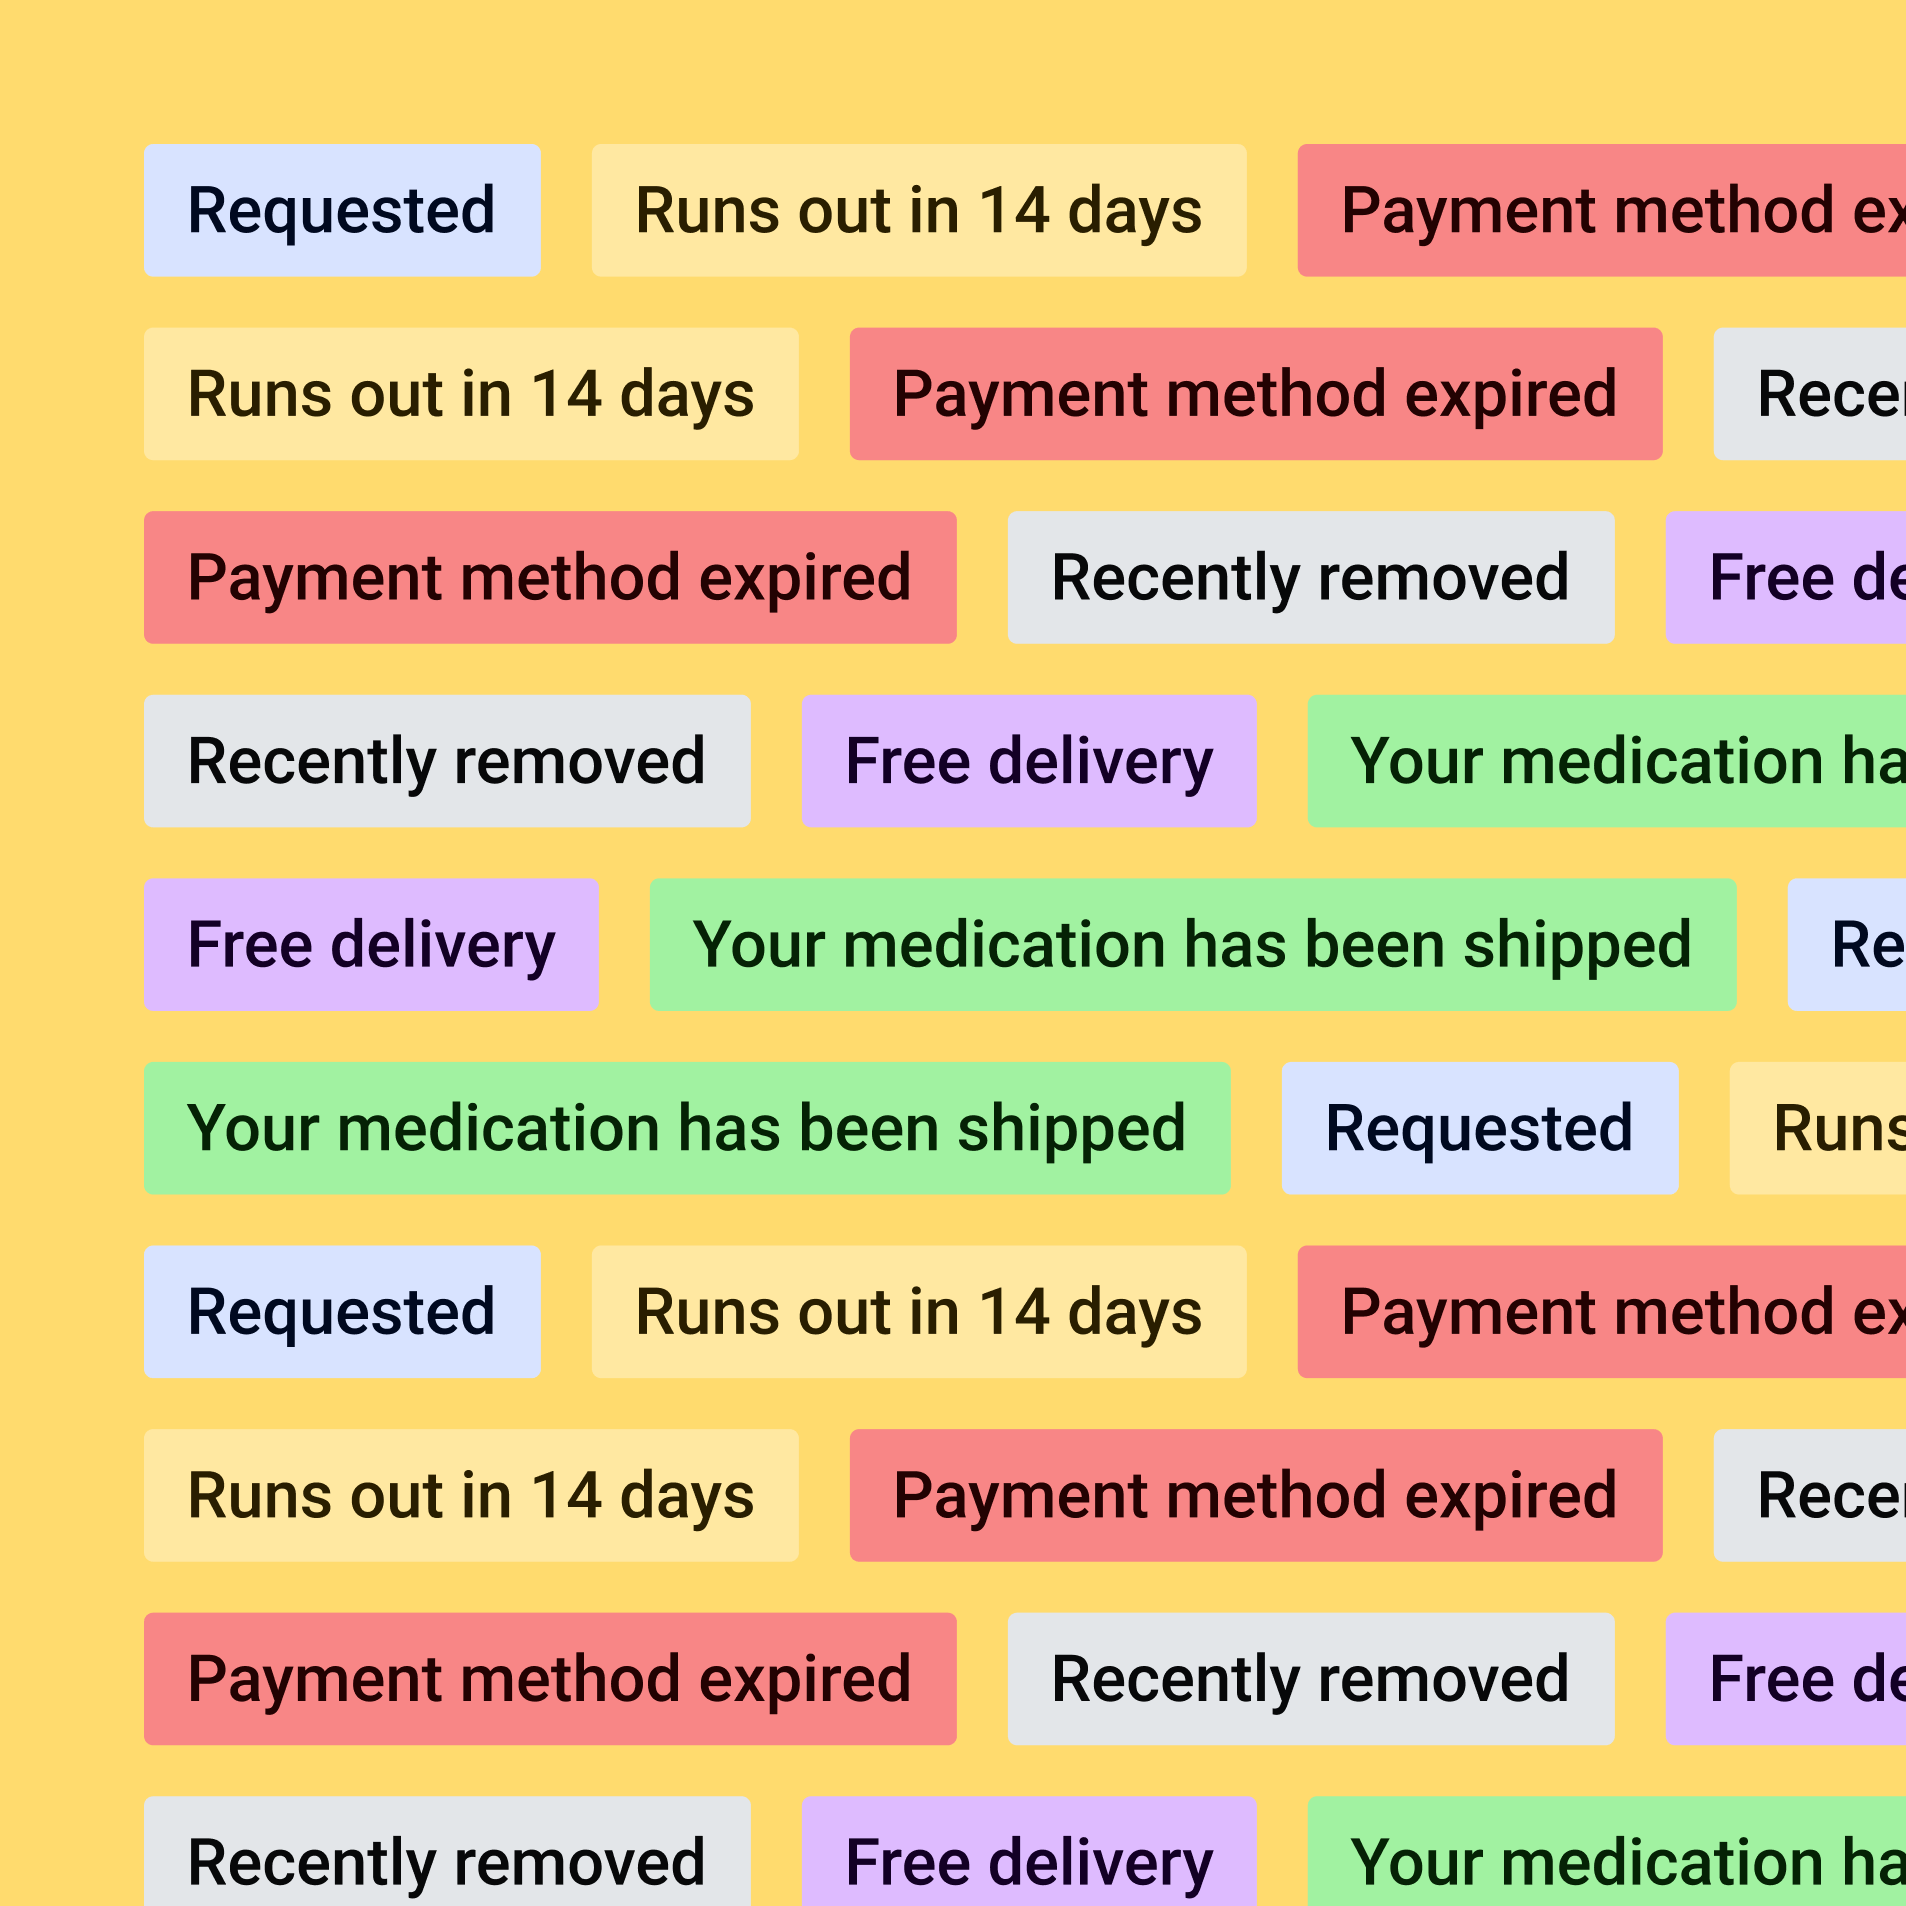 Requested Runs out in 14 days Payment method ex
Runs out in 14 days Payment method expired Rece
Payment method expired Recently removed Free de
Recently removed Free delivery Your medication ha
Free delivery Your medication has been shipped Re
Your medication has been shipped Requested Runs
Requested Runs out in 14 days Payment method ex
Runs out in 14 days Payment method expired Rece
Payment method expired Recently removed Free de
Recently removed Free delivery Your medication ha